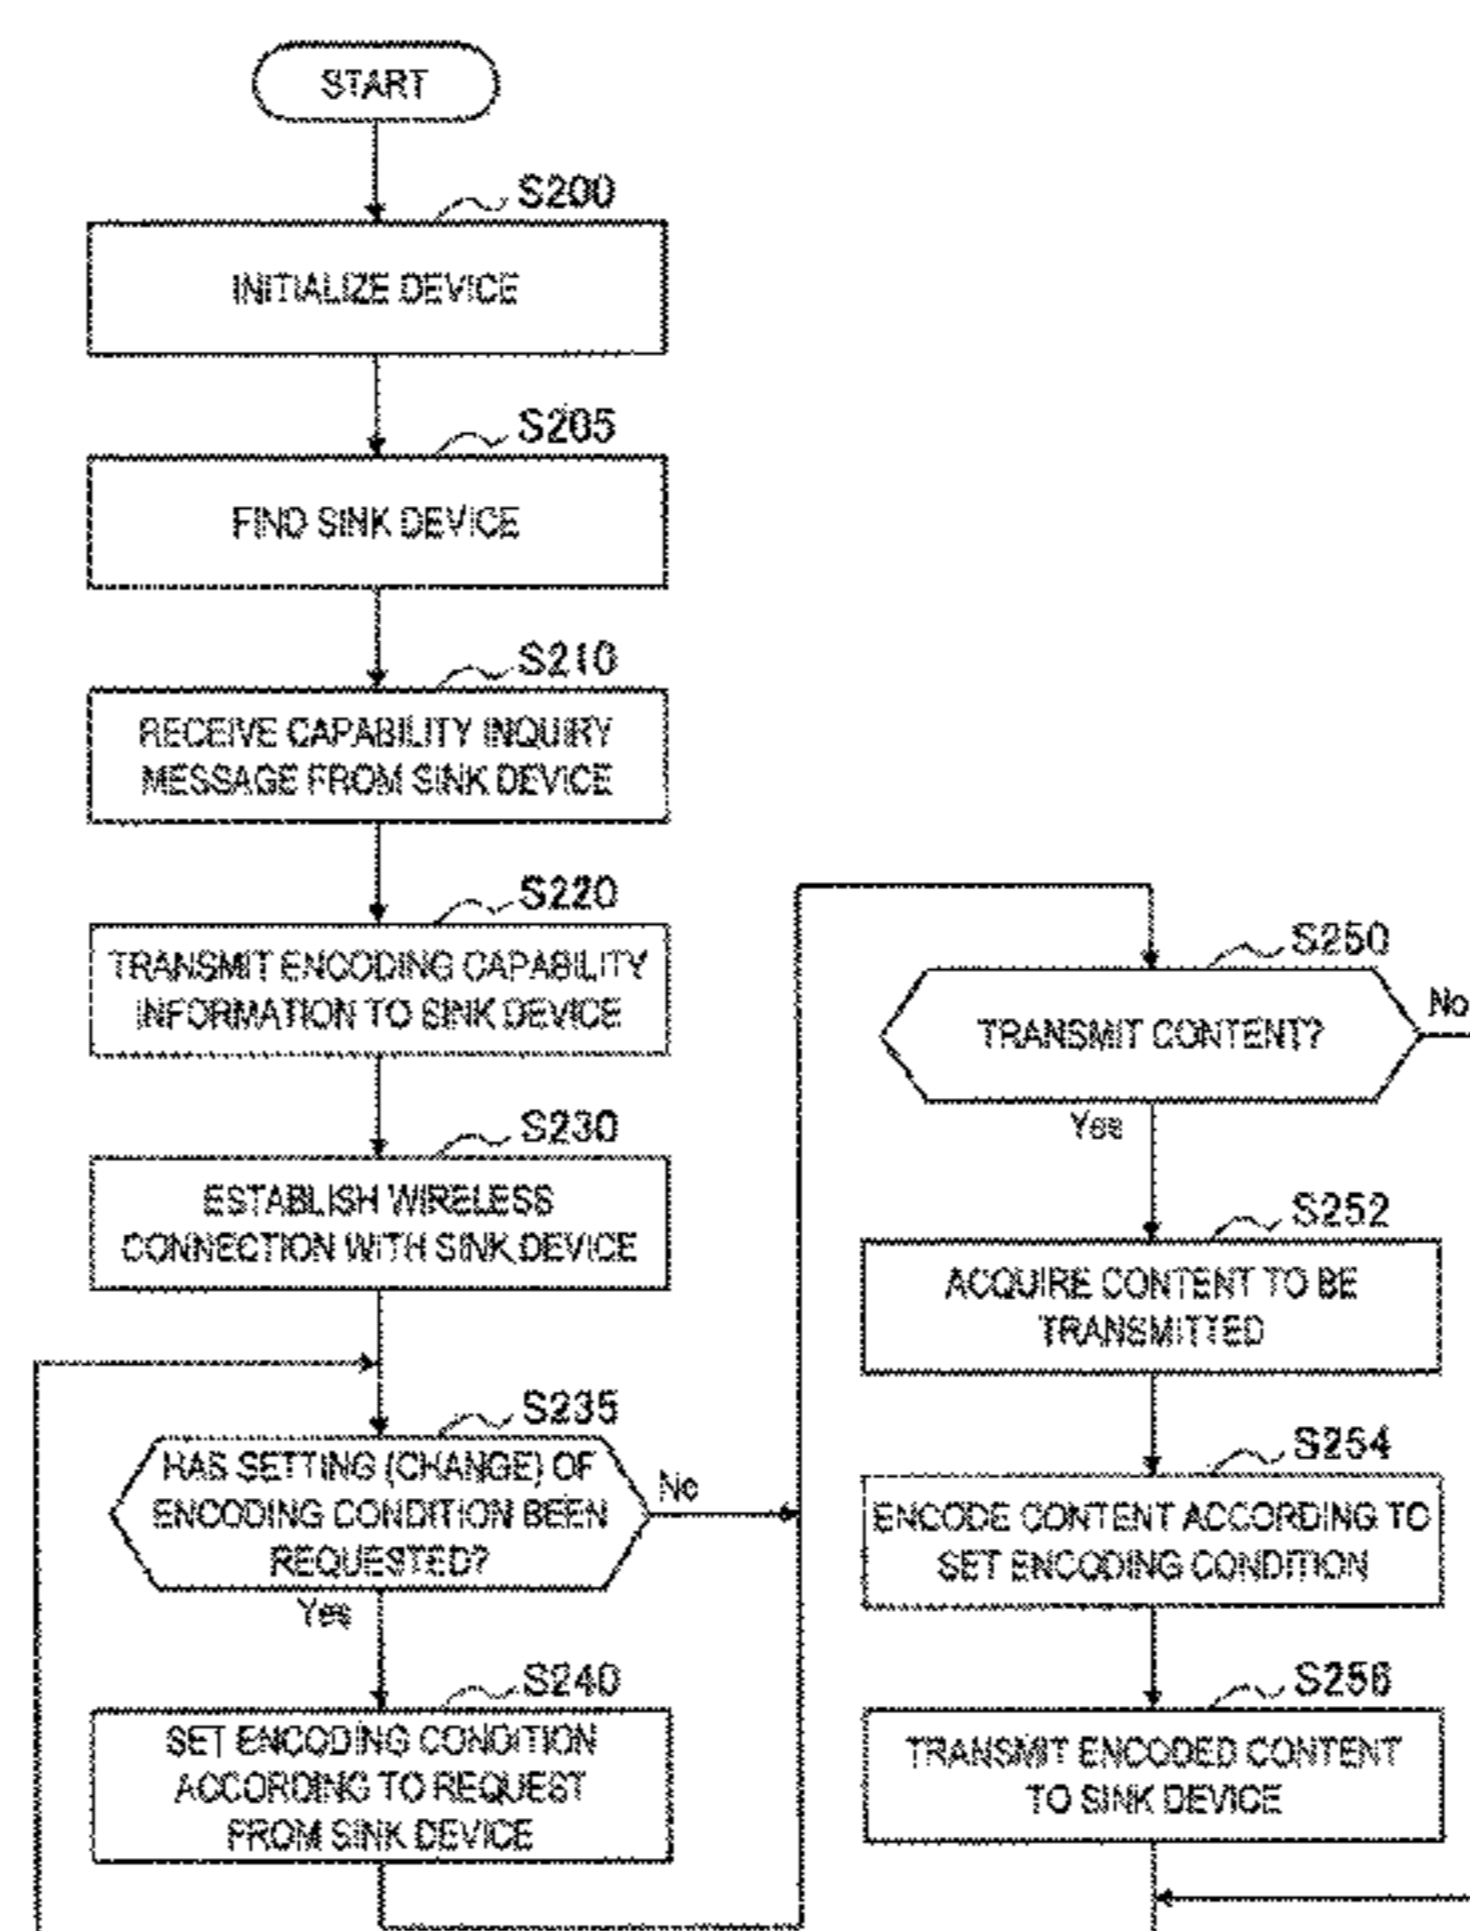 START
S200
INITIALIZE DEVICE
S205
FIND SINK DEVICE
S210
RECEIVE CAPABILITY INQUIRY
MESSAGE FROM SINK DEVICE
S220
TRANSMIT ENCODING CAPABILITY
INFORMATION TO SINK DEVICE
S230
ESTABLISH WIRELESS
CONNECTION WITH SINK DEVICE
S235
HAS SETTING (CHANGE) OF
ENCODING CONDITION BEEN
REQUESTED?
No
Yes
S240
SET ENCODING CONDITION
ACCORDING TO REQUEST
FROM SINK DEVICE
S250
TRANSMIT CONTENT?
No
Yes
S252
ACQUIRE CONTENT TO BE
TRANSMITTED
S254
ENCODE CONTENT ACCORDING TO
SET ENCODING CONDITION
S256
TRANSMIT ENCODED CONTENT
TO SINK DEVICE